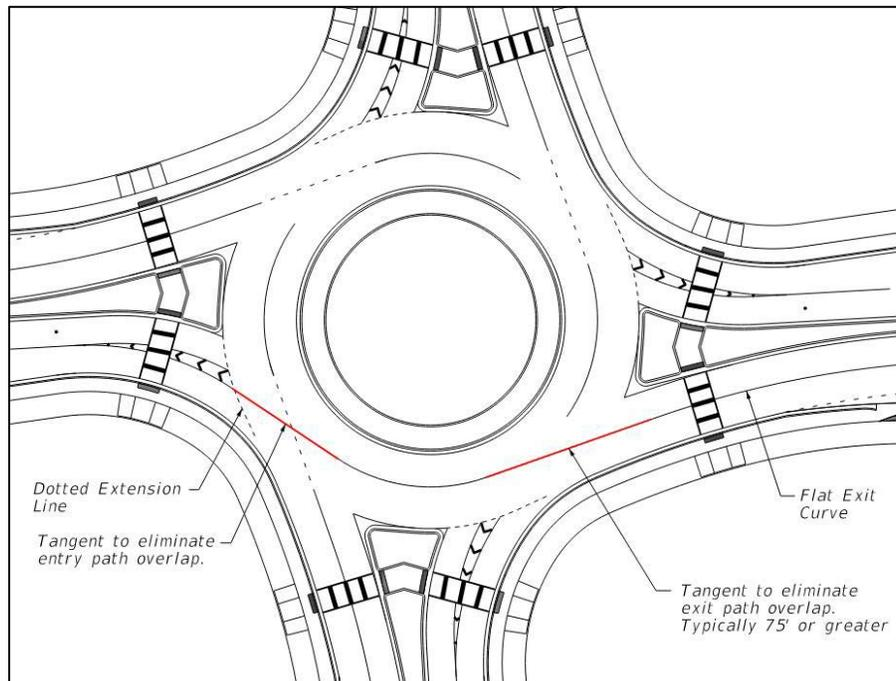 Dotted Extension
Line
Tangent to eliminate
entry path overlap.
Flat Exit
Curve
Tangent to eliminate
exit path overlap.
Typically 75' or greater